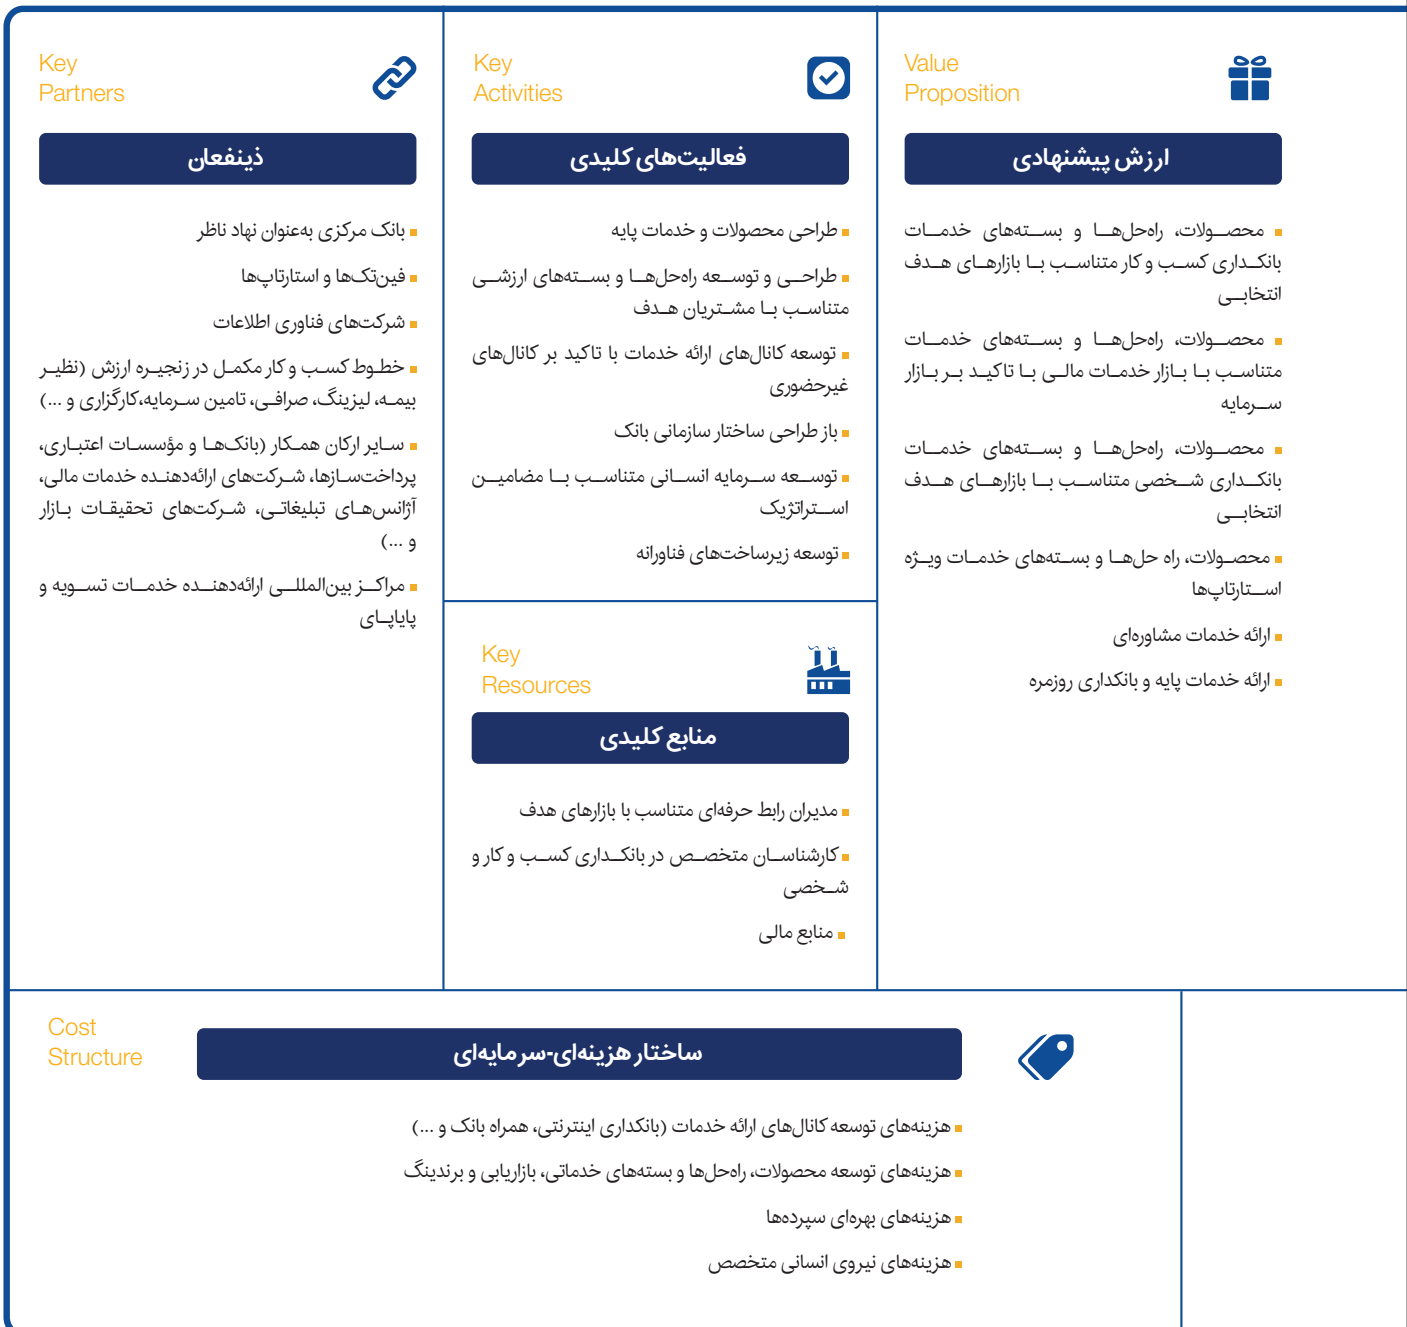 Key
Partners
ذینفعان
■ بانک مرکزی به‌عنوان نهاد ناظر
■ فین‌تک‌ها و استارتاپ‌ها
■ شرکت‌های فناوری اطلاعات
■ خطوط کسب و کار مکمل در زنجیره ارزش (نظیر
بیمه، لیزینگ، صرافی، تامین سرمایه،کارگزاری و ...)
■ سایر ارکان همکار (بانک‌ها و مؤسسات اعتباری،
پرداخت‌سازها، شرکت‌های ارائه‌دهنده خدمات مالی،
آژانس‌های تبلیغاتی، شرکت‌های تحقیقات بازار
و ...)
■ مراکز بین‌المللی ارائه‌دهنده خدمات تسویه و
پایاپای
Key
Activities
فعالیت‌های کلیدی
■ طراحی محصولات و خدمات پایه
■ طراحی و توسعه راه‌حل‌ها و بسته‌های ارزشی
متناسب با مشتریان هدف
■ توسعه کانال‌های ارائه خدمات با تاکید بر کانال‌های
غیرحضوری
■ باز طراحی ساختار سازمانی بانک
■ توسعه سرمایه انسانی متناسب با مضامین
استراتژیک
■ توسعه زیرساخت‌های فناورانه
Key
Resources
منابع کلیدی
■ مدیران رابط حرفه‌ای متناسب با بازارهای هدف
■ کارشناسان متخصص در بانکداری کسب و کار و
شخصی
■ منابع مالی
Value
Proposition
ارزش پیشنهادی
■ محصولات، راه‌حل‌ها و بسته‌های خدمات
بانکداری کسب و کار متناسب با بازارهای هدف
انتخابی
■ محصولات، راه‌حل‌ها و بسته‌های خدمات
متناسب با بازار خدمات مالی با تاکید بر بازار
سرمایه
■ محصولات، راه‌حل‌ها و بسته‌های خدمات
بانکداری شخصی متناسب با بازارهای هدف
انتخابی
■ محصولات، راه حل‌ها و بسته‌های خدمات ویژه
استارتاپ‌ها
■ ارائه خدمات مشاوره‌ای
■ ارائه خدمات پایه و بانکداری روزمره
Cost
Structure
ساختار هزینه‌ای-سرمایه‌ای
■ هزینه‌های توسعه کانال‌های ارائه خدمات (بانکداری اینترنتی، همراه بانک و ...)
■ هزینه‌های توسعه محصولات، راه‌حل‌ها و بسته‌های خدماتی، بازاریابی و برندینگ
■ هزینه‌های بهره‌ای سپرده‌ها
■ هزینه‌های نیروی انسانی متخصص